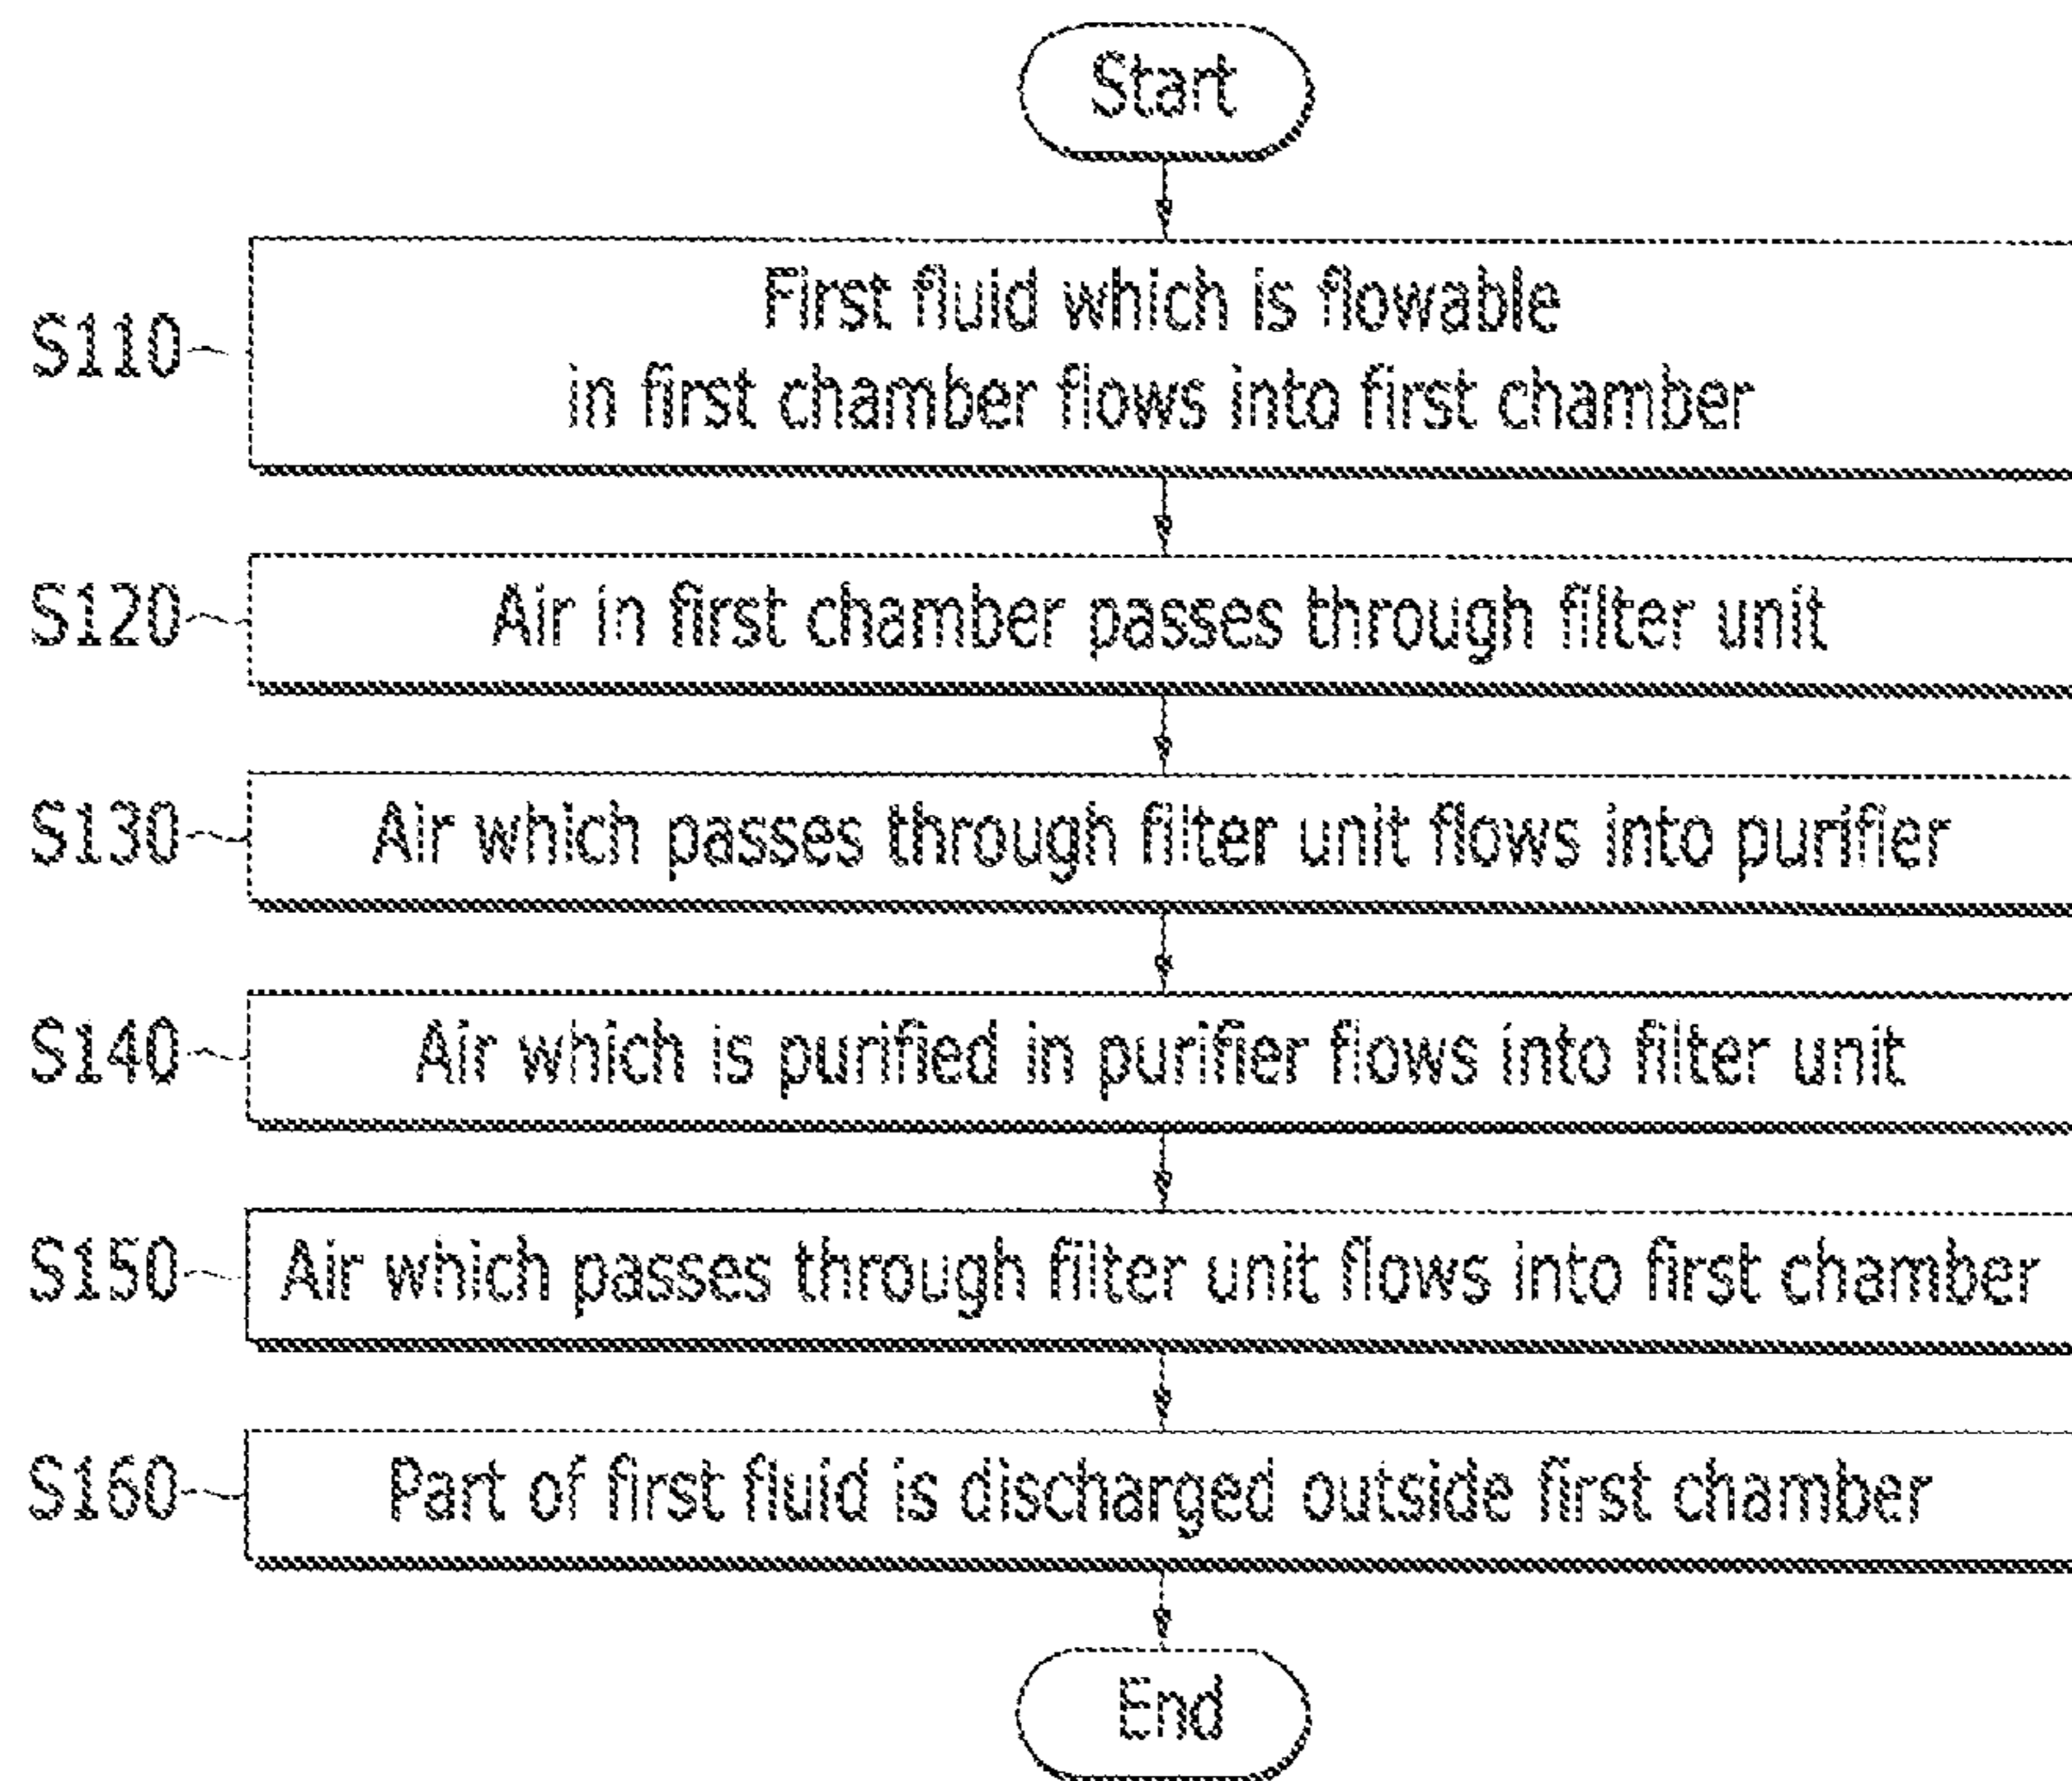 Start
S110
First fluid which is flowable
in first chamber flows into first chamber
S120
Air in first chamber passes through filter unit
S130
Air which passes through filter unit flows into purifier
S140
Air which is purified in purifier flows into filter unit
S150
Air which passes through filter unit flows into first chamber
S160
Part of first fluid is discharged outside first chamber
End